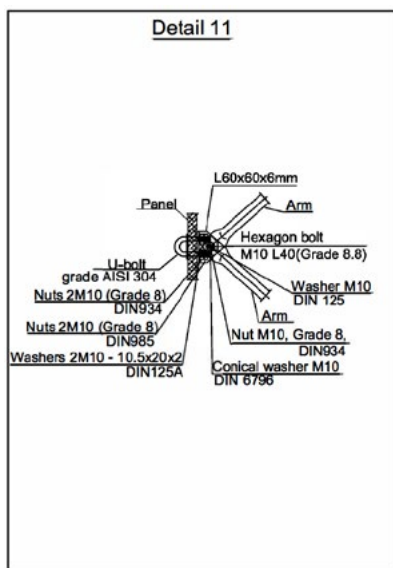 Detail 11
L60x60x6mm
Panel
Arm
Hexagon bolt
M10 L40(Grade 8.8)
U-bolt
grade AISI 304
Washer M10
DIN 125
Nuts 2M10 (Grade 8)
DIN934
Arm
Nuts 2M10 (Grade 8)
DIN985
Nut M10, Grade 8,
DIN934
Washers 2M10 - 10.5x20x2
DIN125A
Conical washer M10
DIN 6796